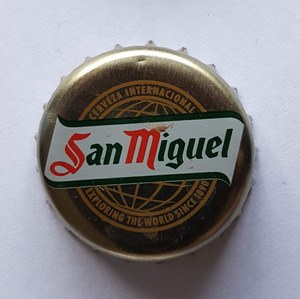 CERVEZA INTERNACIONAL
San Miguel
EXPLORING THE WORLD SINCE 1890